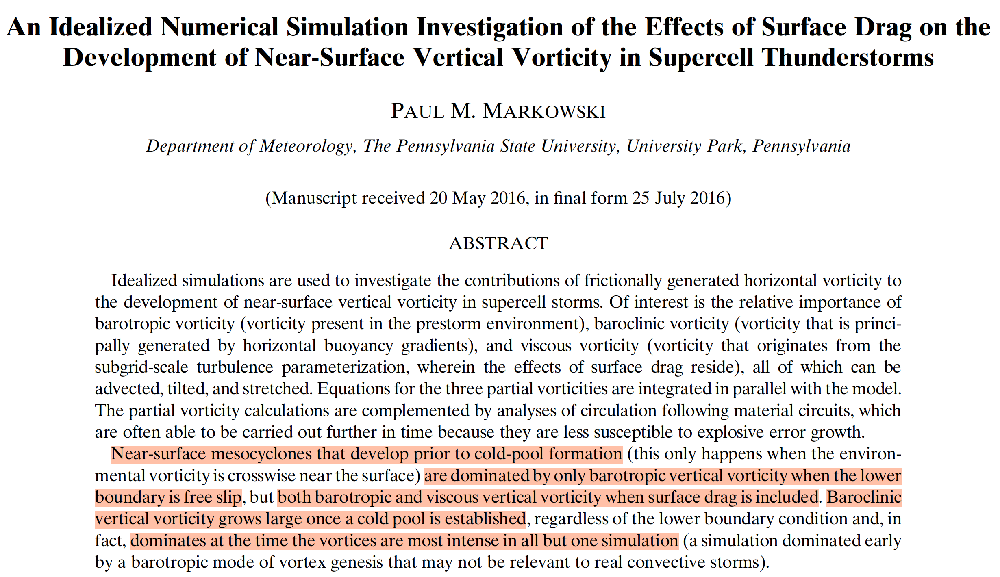 An Idealized Numerical Simulation Investigation of the Effects of Surface Drag on the
Development of Near-Surface Vertical Vorticity in Supercell Thunderstorms
PAUL M. MARKOWSKI
Department of Meteorology, The Pennsylvania State University, University Park, Pennsylvania
(Manuscript received 20 May 2016, in final form 25 July 2016)
ABSTRACT
Idealized simulations are used to investigate the contributions of frictionally generated horizontal vorticity to
the development of near-surface vertical vorticity in supercell storms. Of interest is the relative importance of
barotropic vorticity (vorticity present in the prestorm environment), baroclinic vorticity (vorticity that is princi-
pally generated by horizontal buoyancy gradients), and viscous vorticity (vorticity that originates from the
subgrid-scale turbulence parameterization, wherein the effects of surface drag reside), all of which can be
advected, tilted, and stretched. Equations for the three partial vorticities are integrated in parallel with the model.
The partial vorticity calculations are complemented by analyses of circulation following material circuits, which
are often able to be carried out further in time because they are less susceptible to explosive error growth.
Near-surface mesocyclones that develop prior to cold-pool formation (this only happens when the environ-
mental vorticity is crosswise near the surface) are dominated by only barotropic vertical vorticity when the lower
boundary is free slip, but both barotropic and viscous vertical vorticity when surface drag is included. Baroclinic
vertical vorticity grows large once a cold pool is established, regardless of the lower boundary condition and, in
fact, dominates at the time the vortices are most intense in all but one simulation (a simulation dominated early
by a barotropic mode of vortex genesis that may not be relevant to real convective storms).